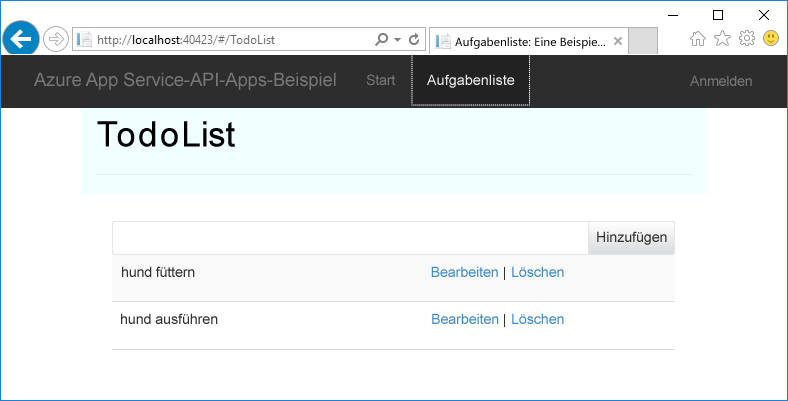 http://localhost:40423/#/TodoList
Aufgabenliste: Eine Beispie...
Azure App Service-API-Apps-Beispiel Start Aufgabenliste Anmelden
TodoList
Hinzufügen
hund füttern Bearbeiten | Löschen
hund ausführen Bearbeiten | Löschen